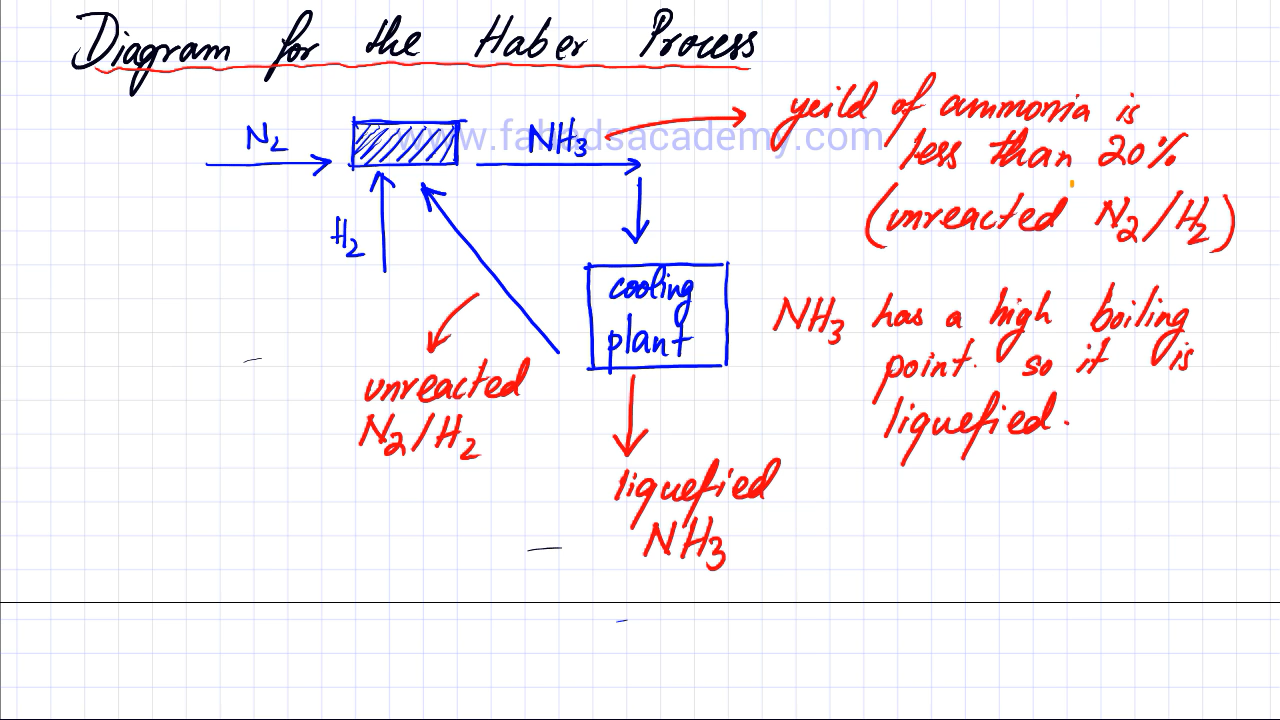 Diagram for the Haber Process
www.fahadsacademy.com
N2
NH3
H2
yeild of ammonia is
less than 20%
(unreacted N2/H2)
cooling
plant
NH3 has a high boiling
point. so it is
liquefied.
unreacted
N2/H2
liquefied
NH3